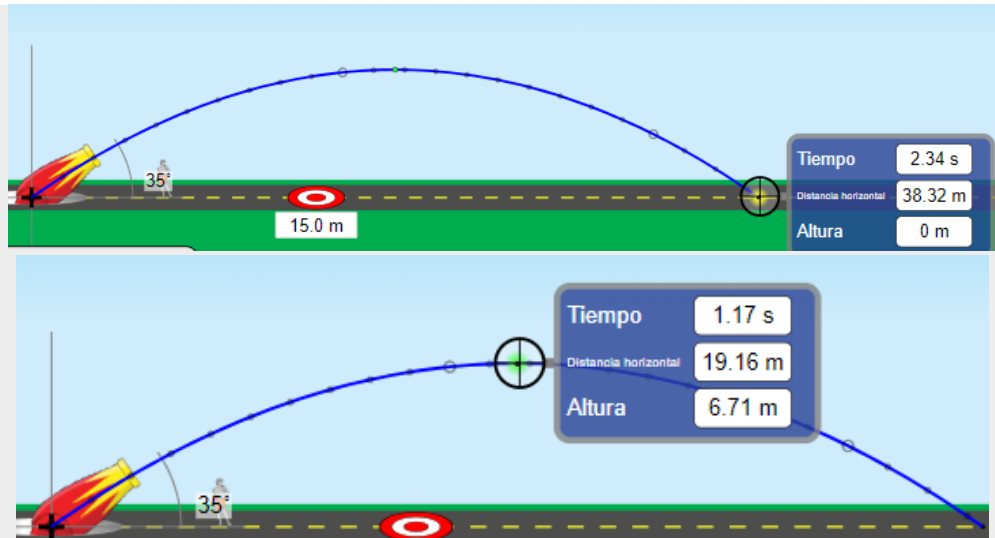 35°
15.0 m
Tiempo 2.34 s
Distancia horizontal 38.32 m
Altura 0 m
Tiempo 1.17 s
Distancia horizontal 19.16 m
Altura 6.71 m
35°